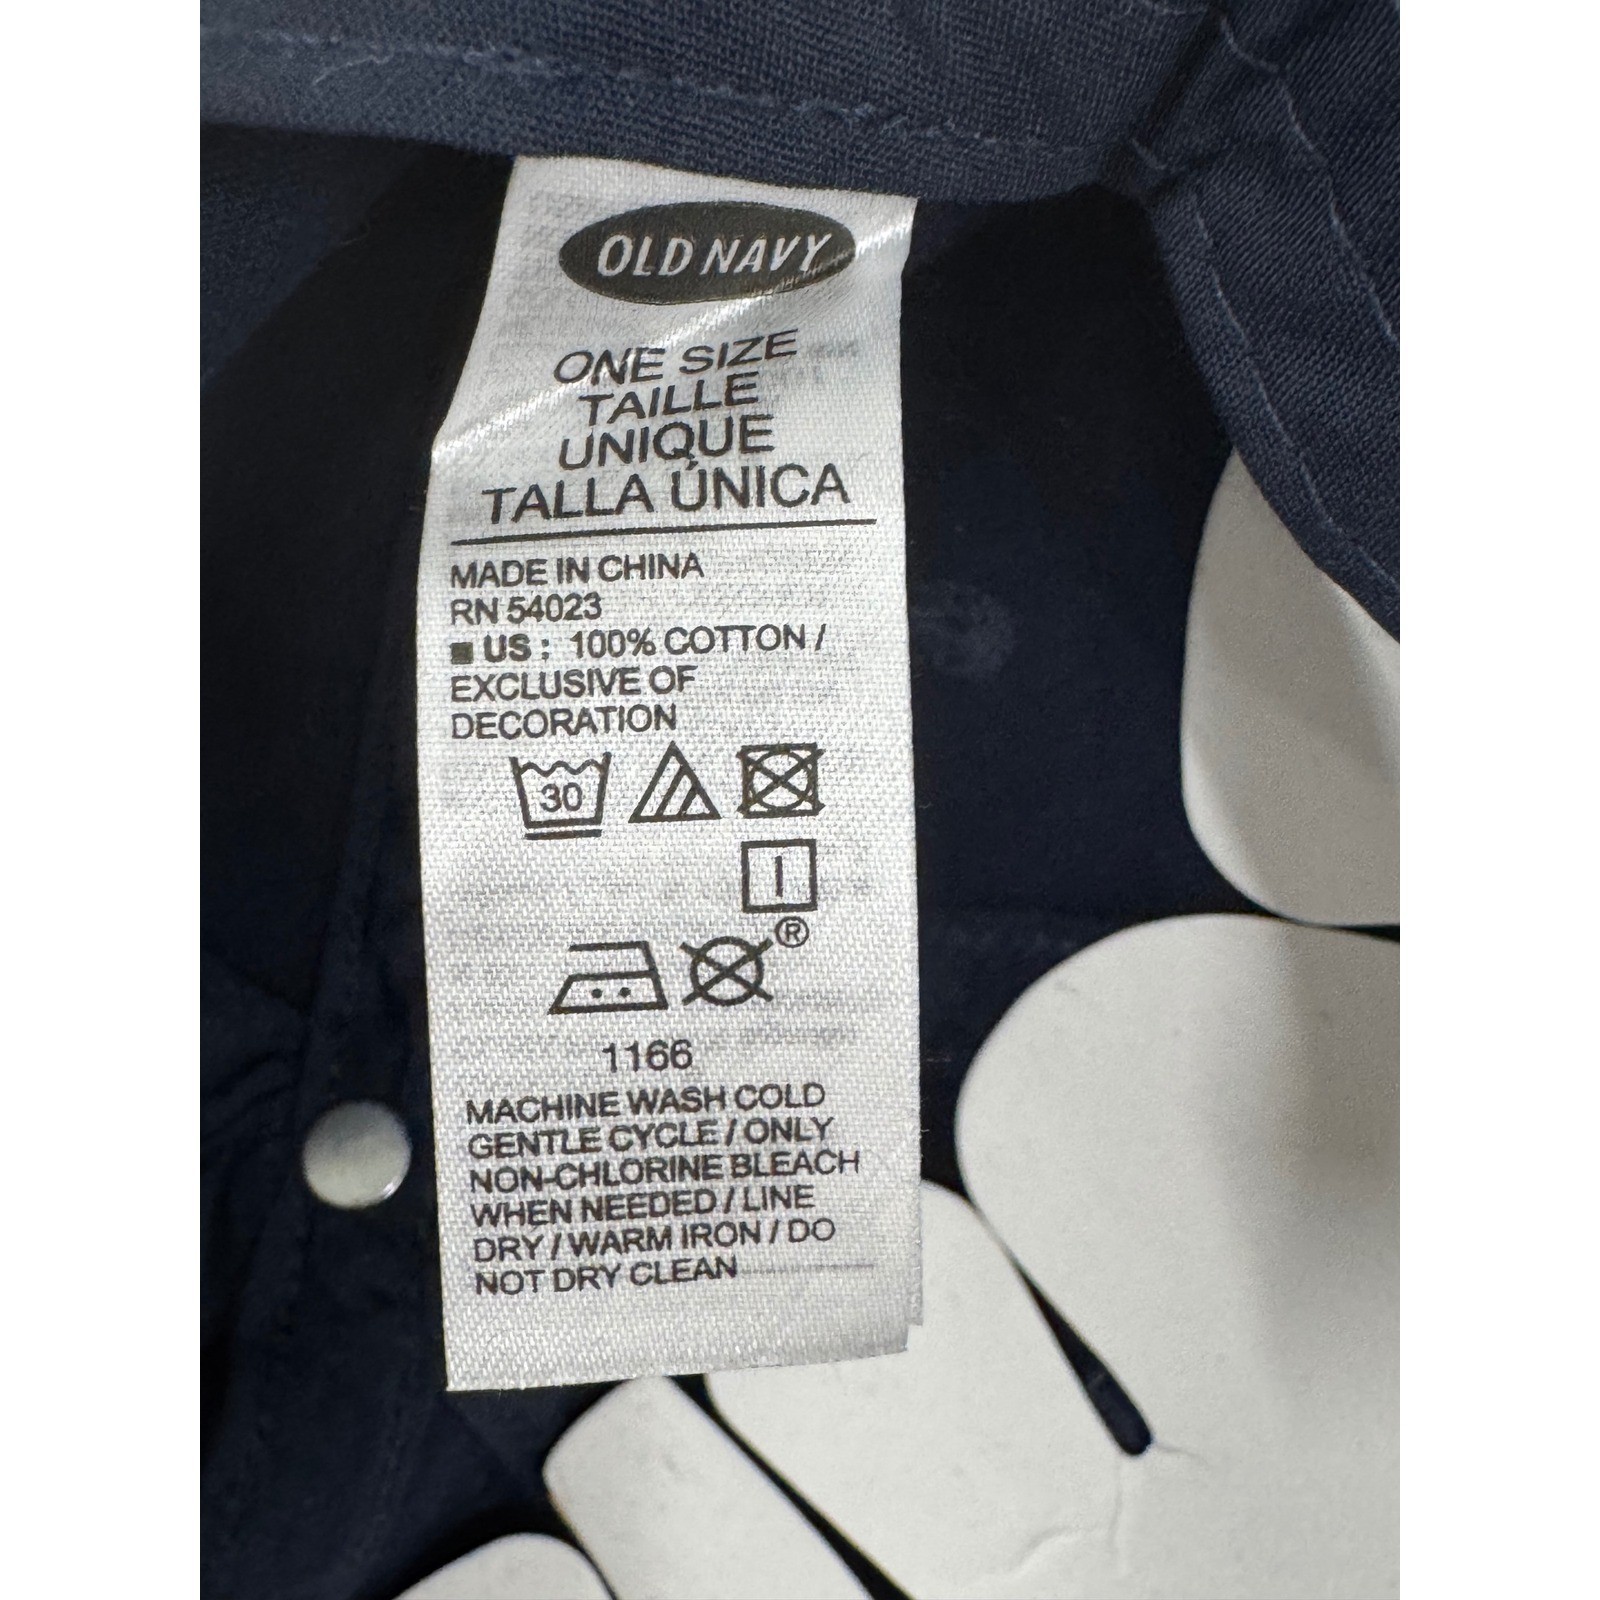 OLD NAVY
ONE SIZE
TAILLE
UNIQUE
TALLA ÚNICA
MADE IN CHINA
RN 54023
■ US : 100% COTTON /
EXCLUSIVE OF
DECORATION
30
®
1166
MACHINE WASH COLD
GENTLE CYCLE / ONLY
NON-CHLORINE BLEACH
WHEN NEEDED / LINE
DRY / WARM IRON / DO
NOT DRY CLEAN